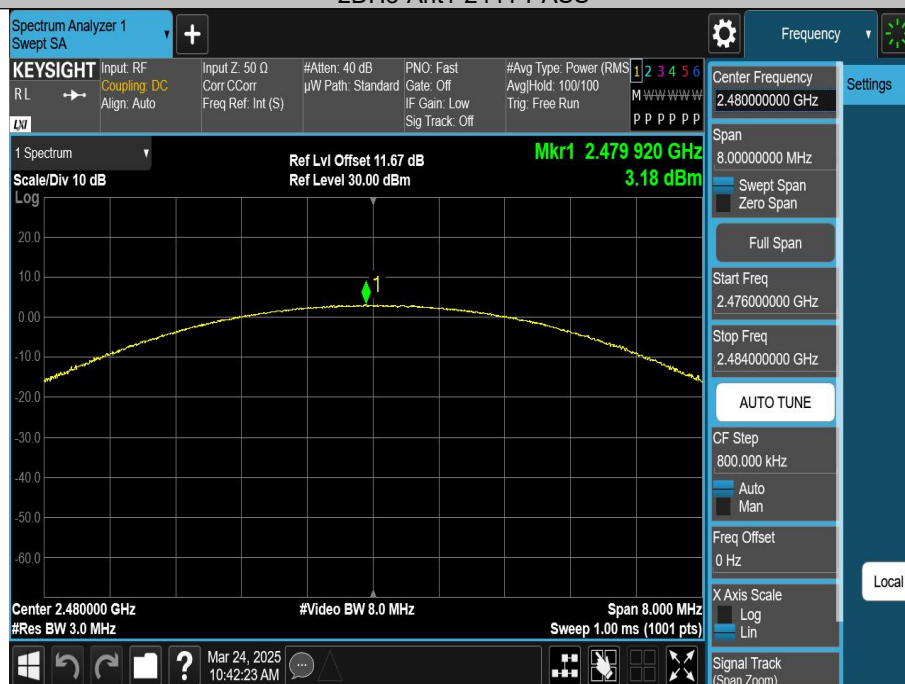 Spectrum Analyzer 1
Swept SA
Frequency
KEYSIGHT
RL
LXI
Input: RF
Coupling: DC
Align: Auto
Input Z: 50 Ω
Corr CCorr
Freq Ref: Int (S)
#Atten: 40 dB
µW Path: Standard
PNO: Fast
Gate: Off
IF Gain: Low
Sig Track: Off
#Avg Type: Power (RMS
Avg|Hold: 100/100
Trig: Free Run
1 2 3 4 5 6
M W W W W W
P P P P P P
1 Spectrum
Scale/Div 10 dB
Log
Ref Lvl Offset 11.67 dB
Ref Level 30.00 dBm
Mkr1 2.479 920 GHz
3.18 dBm
20.0
10.0
0.00
-10.0
-20.0
-30.0
-40.0
-50.0
-60.0
1
Center 2.480000 GHz
#Res BW 3.0 MHz
#Video BW 8.0 MHz
Span 8.000 MHz
Sweep 1.00 ms (1001 pts)
Mar 24, 2025
10:42:23 AM
?
Center Frequency
2.480000000 GHz
Settings
Span
8.00000000 MHz
Swept Span
Zero Span
Full Span
Start Freq
2.476000000 GHz
Stop Freq
2.484000000 GHz
AUTO TUNE
CF Step
800.000 kHz
Auto
Man
Freq Offset
0 Hz
Local
X Axis Scale
Log
Lin
Signal Track
(Span Zoom)